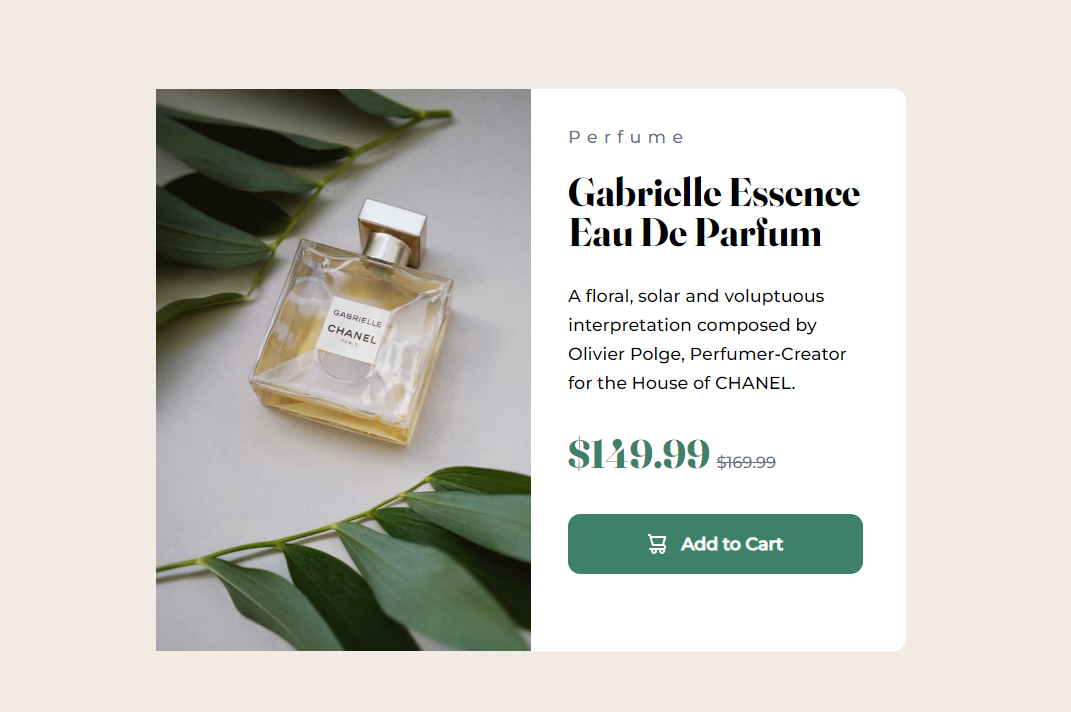 GABRIELLE
CHANEL
PARIS
Perfume
Gabrielle Essence
Eau De Parfum
A floral, solar and voluptuous
interpretation composed by
Olivier Polge, Perfumer-Creator
for the House of CHANEL.
$149.99 $169.99
Add to Cart